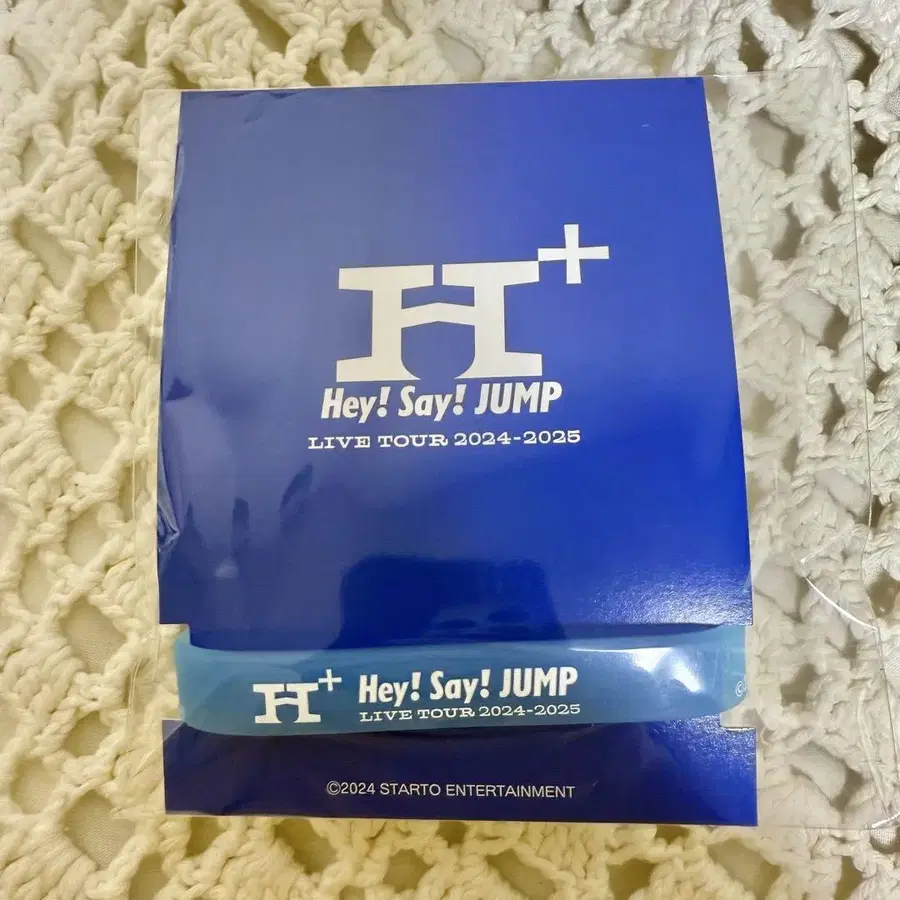 H+
Hey! Say! JUMP
LIVE TOUR 2024-2025
H+ Hey! Say! JUMP
LIVE TOUR 2024-2025
©
©2024 STARTO ENTERTAINMENT